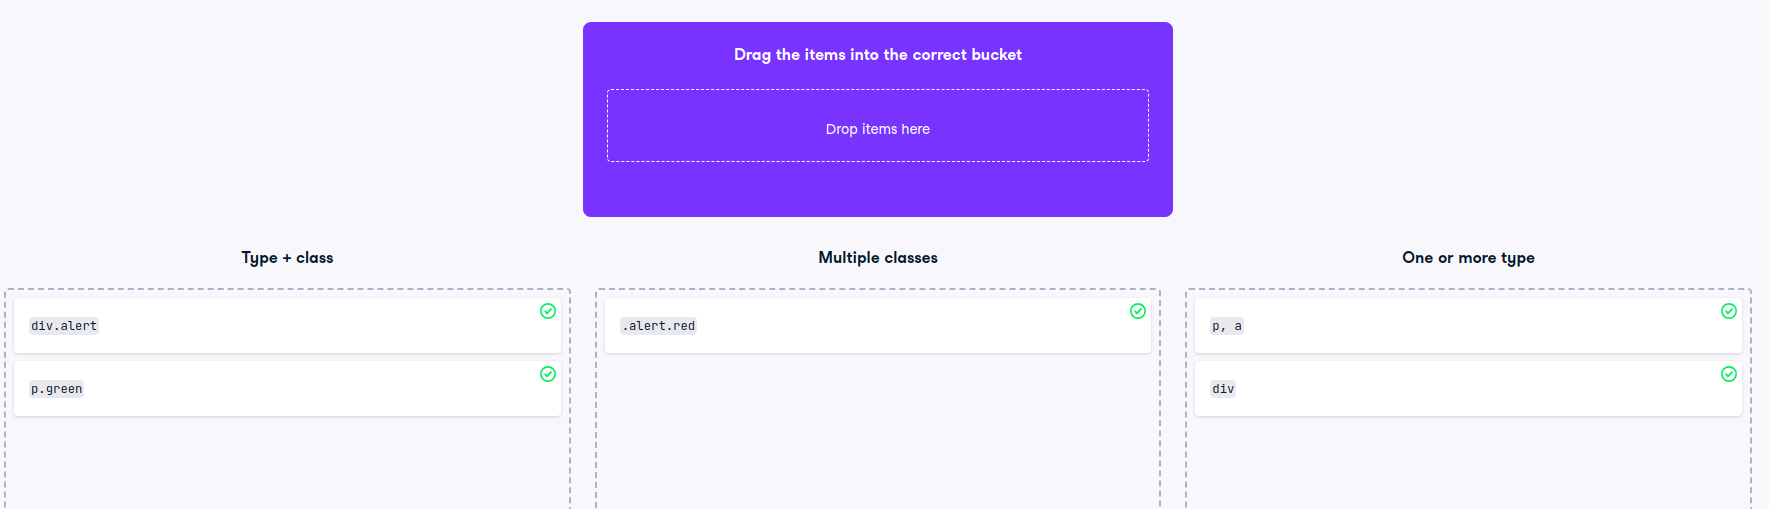 Drag the items into the correct bucket
Drop items here
Type + class
div.alert
p.green
Multiple classes
.alert.red
One or more type
p, a
div